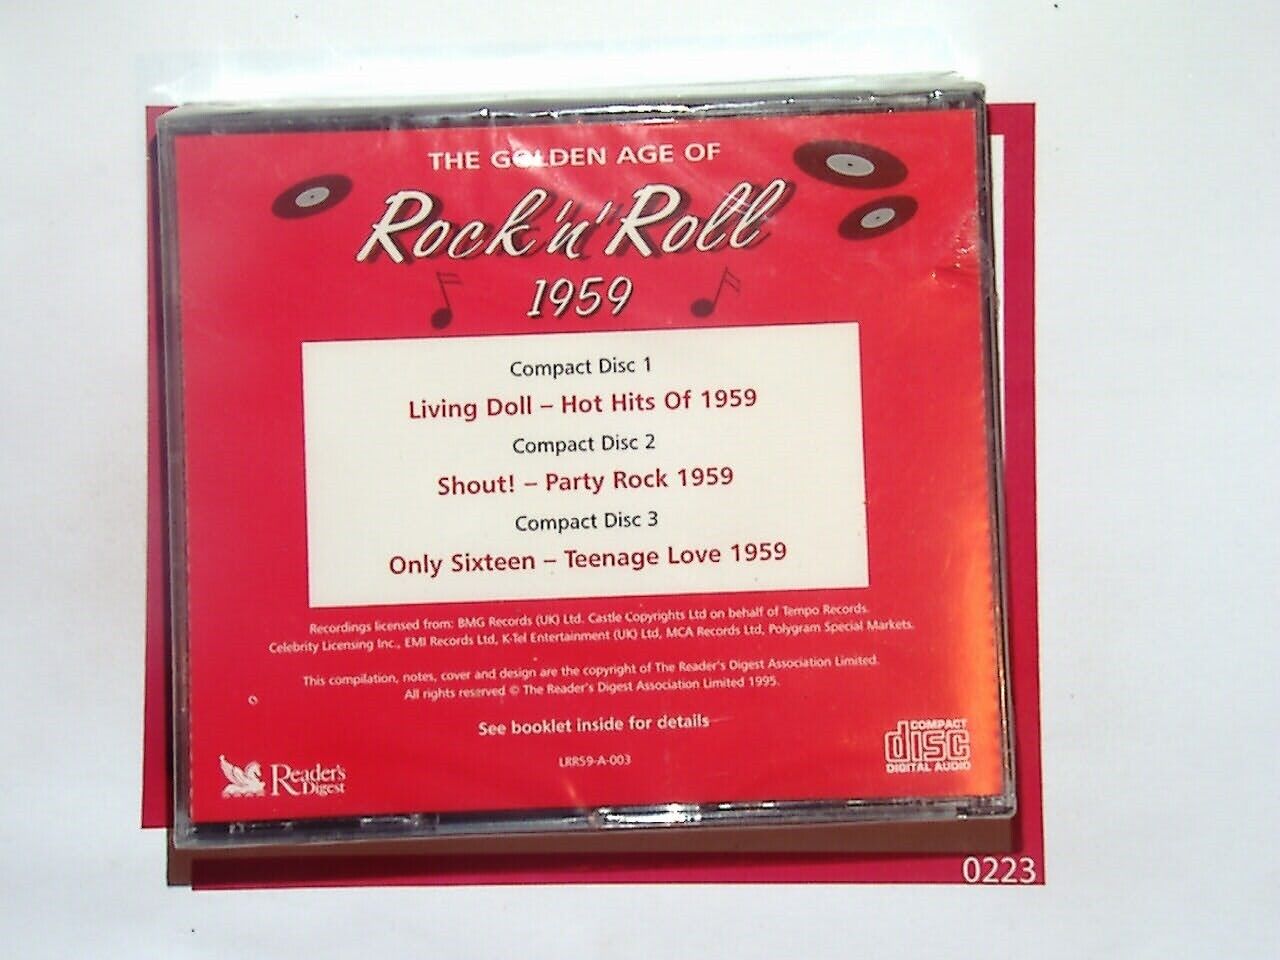 THE GOLDEN AGE OF
Rock'n'Roll
1959
Compact Disc 1
Living Doll – Hot Hits Of 1959
Compact Disc 2
Shout! – Party Rock 1959
Compact Disc 3
Only Sixteen – Teenage Love 1959
Recordings licensed from: BMG Records (UK) Ltd. Castle Copyrights Ltd on behalf of Tempo Records.
Celebrity Licensing Inc., EMI Records Ltd, K-Tel Entertainment (UK) Ltd, MCA Records Ltd, Polygram Special Markets.
This compilation, notes, cover and design are the copyright of The Reader's Digest Association Limited.
All rights reserved © The Reader's Digest Association Limited 1995.
See booklet inside for details
LRR59-A-003
Reader's
Digest
COMPACT
disc
DIGITAL AUDIO
0223